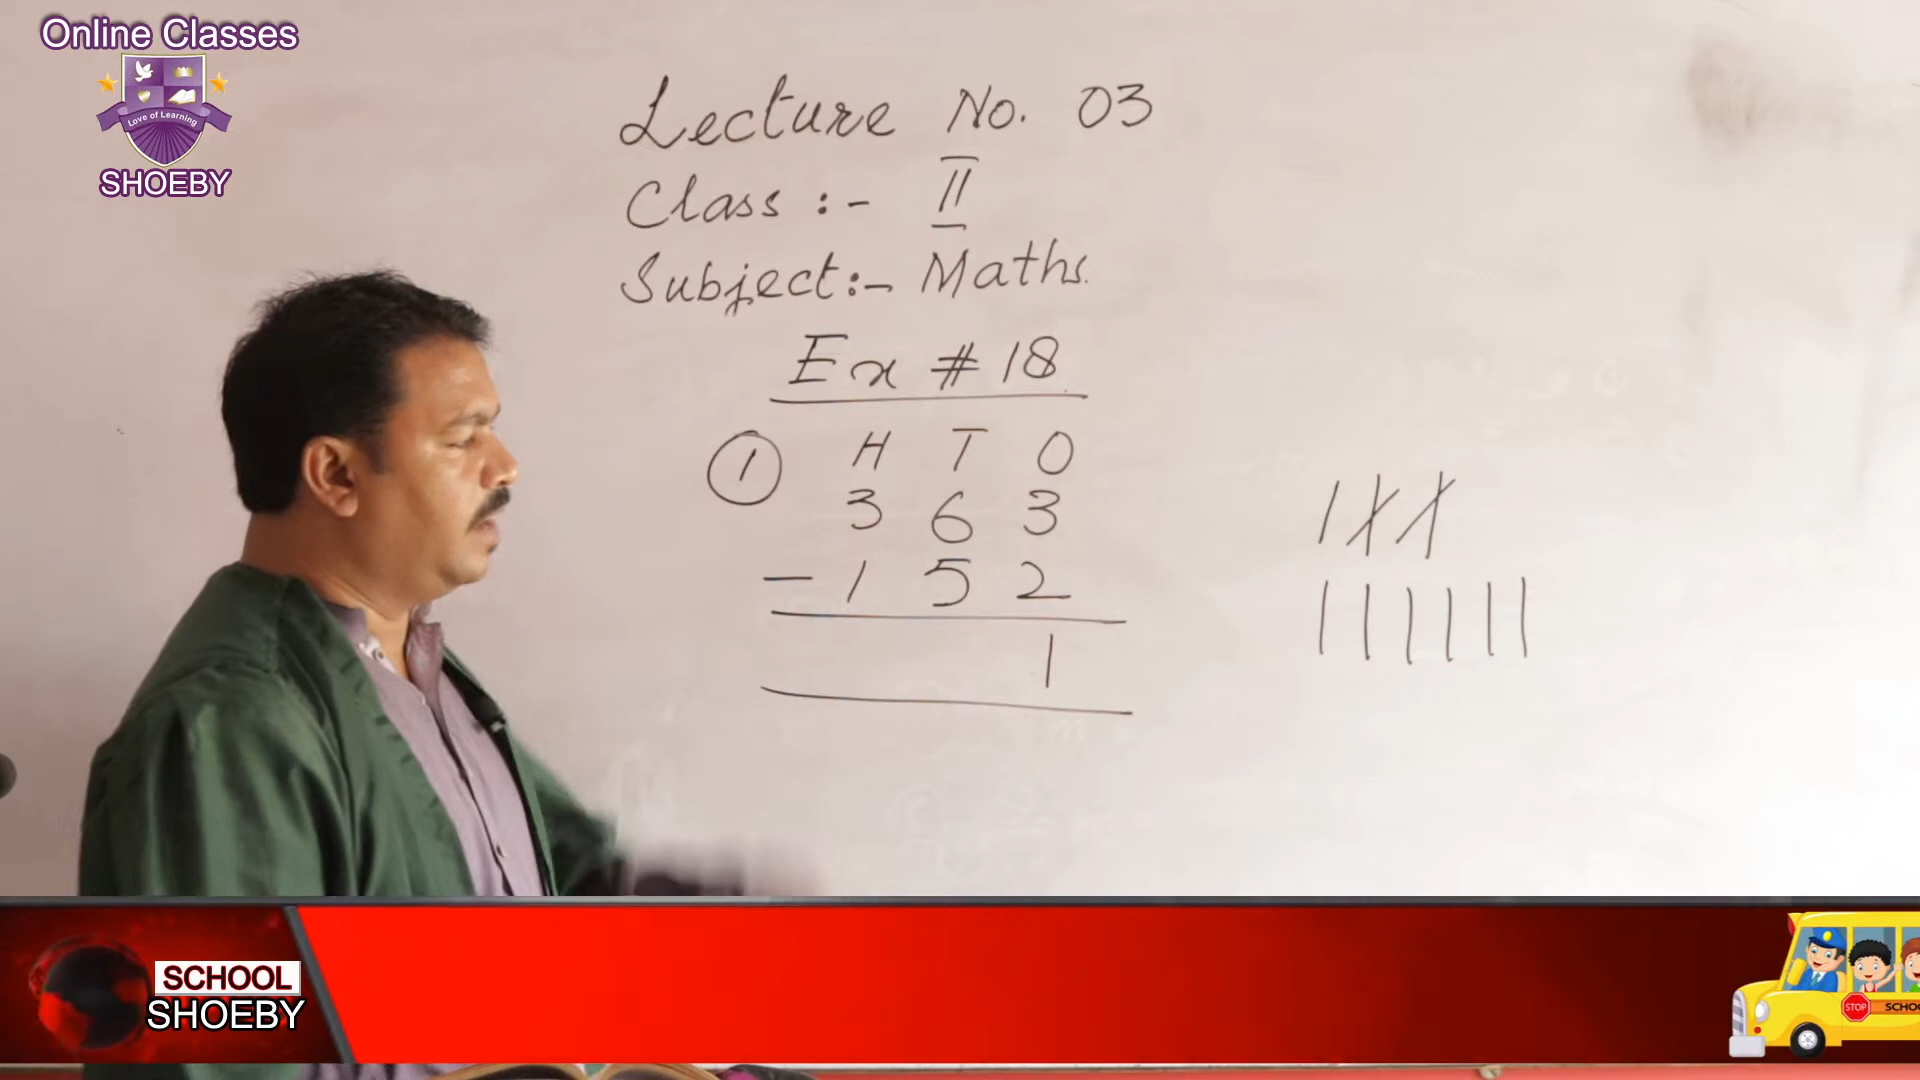 Online Classes
Love of Learning
SHOEBY
Lecture No. 03
Class :- II
Subject:- Maths.
Ex # 18
1 H T O
3 6 3
- 1 5 2
1
SCHOOL
SHOEBY
STOP SCHO